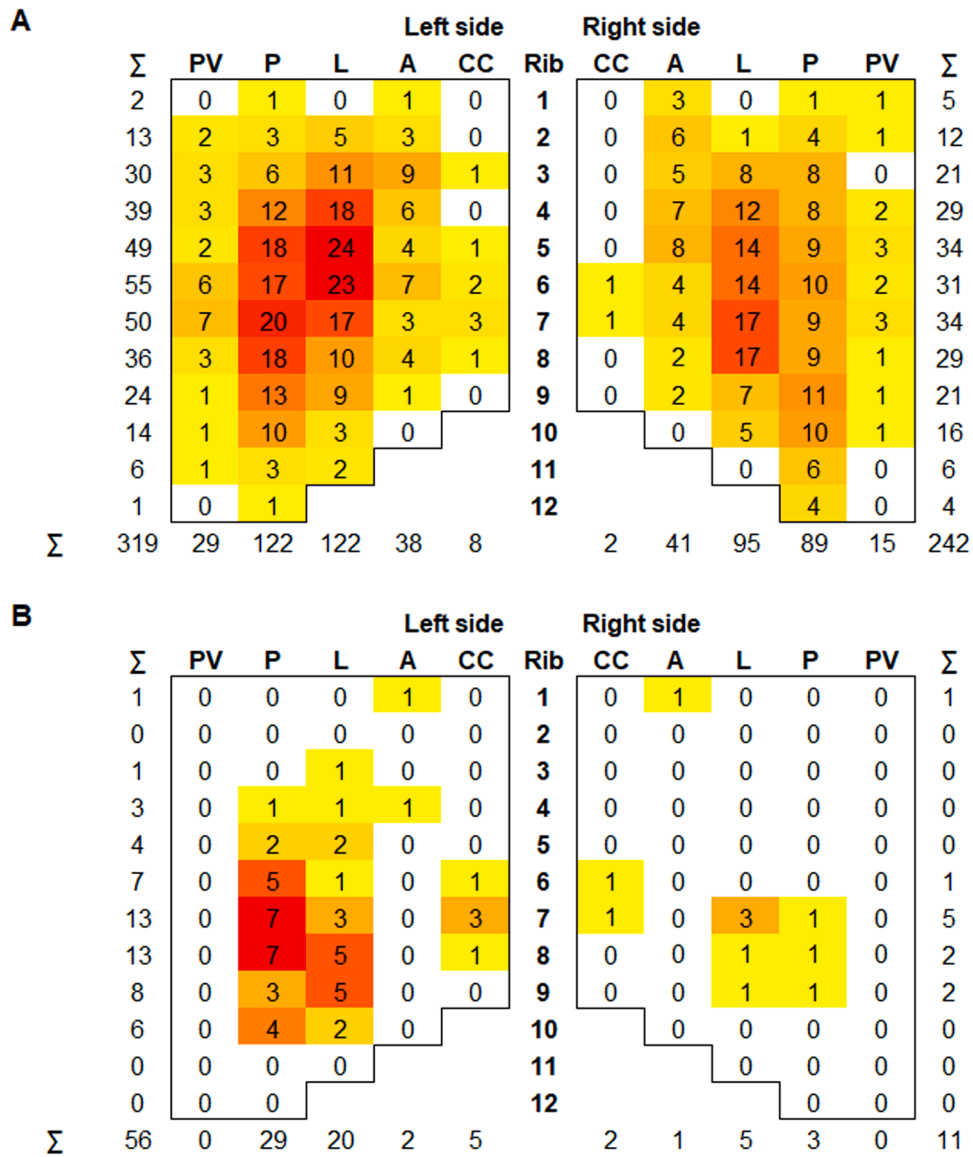 A
Left side Right side
∑ PV P L A CC Rib CC A L P PV ∑
2 0 1 0 1 0 1 0 3 0 1 1 5
13 2 3 5 3 0 2 0 6 1 4 1 12
30 3 6 11 9 1 3 0 5 8 8 0 21
39 3 12 18 6 0 4 0 7 12 8 2 29
49 2 18 24 4 1 5 0 8 14 9 3 34
55 6 17 23 7 2 6 1 4 14 10 2 31
50 7 20 17 3 3 7 1 4 17 9 3 34
36 3 18 10 4 1 8 0 2 17 9 1 29
24 1 13 9 1 0 9 0 2 7 11 1 21
14 1 10 3 0 10 0 5 10 1 16
6 1 3 2 11 0 6 0 6
1 0 1 12 4 0 4
∑ 319 29 122 122 38 8 2 41 95 89 15 242
B
Left side Right side
∑ PV P L A CC Rib CC A L P PV ∑
1 0 0 0 1 0 1 0 1 0 0 0 1
0 0 0 0 0 0 2 0 0 0 0 0 0
1 0 0 1 0 0 3 0 0 0 0 0 0
3 0 1 1 1 0 4 0 0 0 0 0 0
4 0 2 2 0 0 5 0 0 0 0 0 0
7 0 5 1 0 1 6 1 0 0 0 0 1
13 0 7 3 0 3 7 1 0 3 1 0 5
13 0 7 5 0 1 8 0 0 1 1 0 2
8 0 3 5 0 0 9 0 0 1 1 0 2
6 0 4 2 0 10 0 0 0 0 0
0 0 0 0 11 0 0 0 0
0 0 0 12 0 0 0
∑ 56 0 29 20 2 5 2 1 5 3 0 11